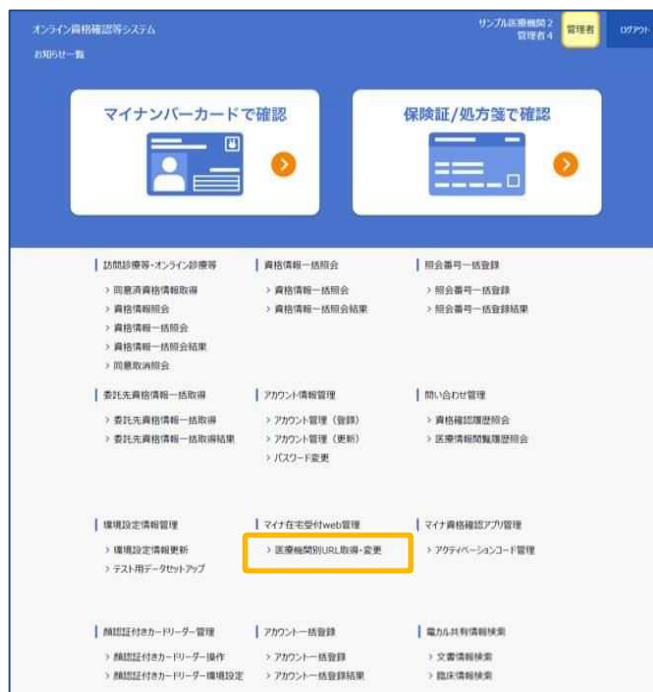 オンライン資格確認等システム
サンプル医療機関2
管理者4
管理者
ログアウト
お知らせ一覧
マイナンバーカードで確認
保険証/処方箋で確認
訪問診療等・オンライン診療等
> 同意済資格情報取得
> 資格情報照会
> 資格情報一括照会
> 資格情報一括照会結果
> 同意取消照会
資格情報一括照会
> 資格情報一括照会
> 資格情報一括照会結果
照会番号一括登録
> 照会番号一括登録
> 照会番号一括登録結果
委託先資格情報一括取得
> 委託先資格情報一括取得
> 委託先資格情報一括取得結果
アカウント情報管理
> アカウント管理（登録）
> アカウント管理（更新）
> パスワード変更
問い合わせ管理
> 資格確認履歴照会
> 医療情報閲覧履歴照会
環境設定情報管理
> 環境設定情報更新
> テスト用データセットアップ
マイナ在宅受付web管理
> 医療機関別URL取得・変更
マイナ資格確認アプリ管理
> アクティベーションコード管理
顔認証付きカードリーダー管理
> 顔認証付きカードリーダー操作
> 顔認証付きカードリーダー環境設定
アカウント一括登録
> アカウント一括登録
> アカウント一括登録結果
電カル共有情報検索
> 文書情報検索
> 臨床情報検索